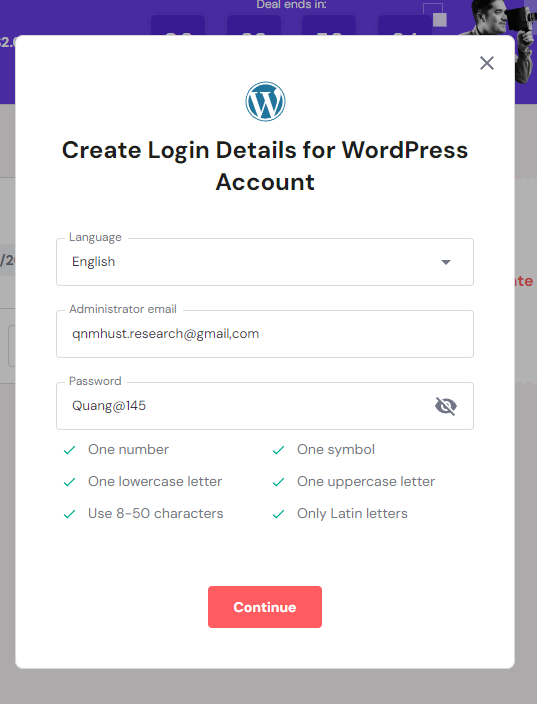 Deal ends in:
Create Login Details for WordPress
Account
Language
English
Administrator email
qnmhust.research@gmail,com
Password
Quang@145
One number
One symbol
One lowercase letter
One uppercase letter
Use 8-50 characters
Only Latin letters
Continue